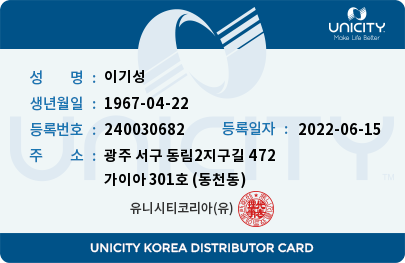 UNICITY
Make Life Better
성 명 : 이기성
생년월일 : 1967-04-22
등록번호 : 240030682 등록일자 : 2022-06-15
UNICITY
주 소 : 광주 서구 동림2지구길 472
가이아 301호 (동천동)
유니시티코리아(유)
UNICITY KOREA DISTRIBUTOR CARD